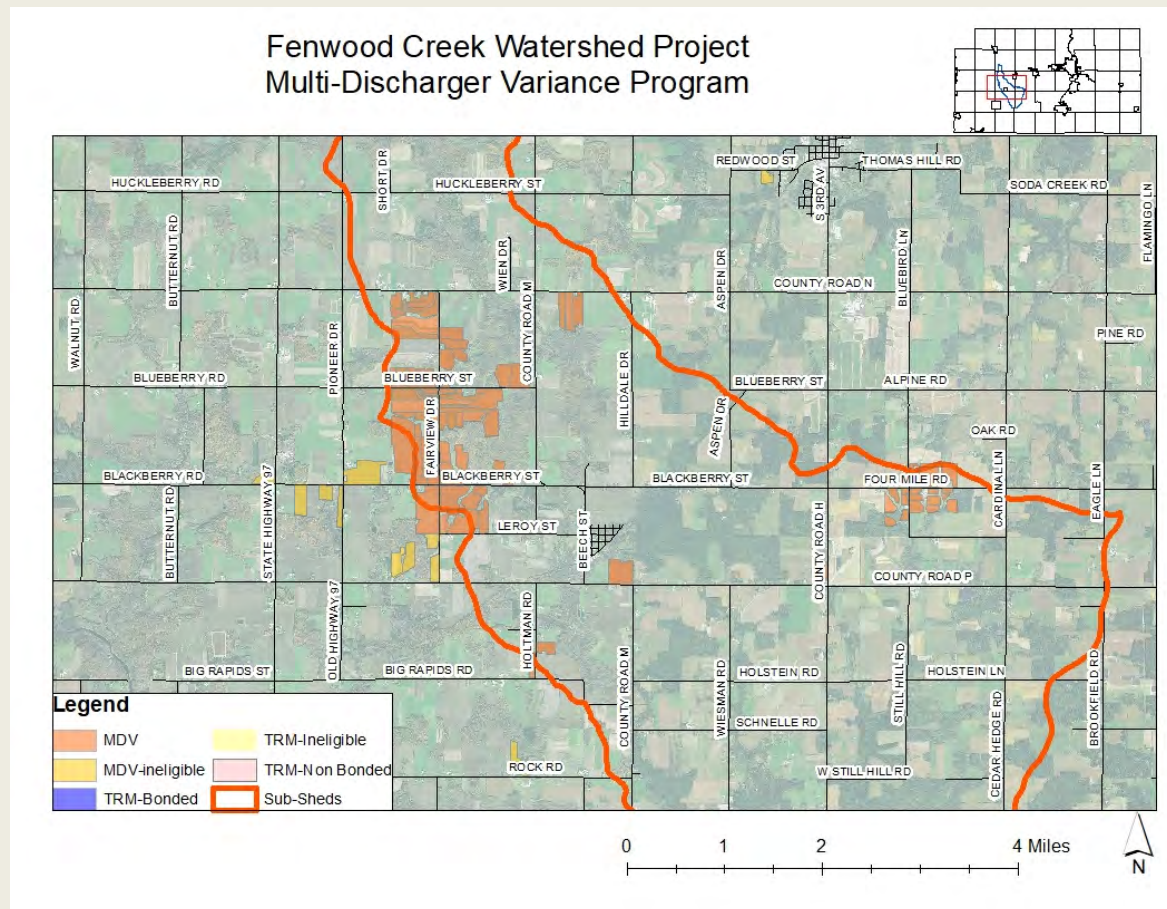 Fenwood Creek Watershed Project
Multi-Discharger Variance Program
REDWOOD ST
THOMAS HILL RD
S 3RD AV
HUCKLEBERRY RD
SHORT DR
HUCKLEBERRY ST
SODA CREEK RD
FLAMINGO LN
BUTTERNUT RD
WIEN DR
COUNTY ROAD M
ASPEN DR
COUNTY ROAD N
BLUEBIRD LN
WALNUT RD
PIONEER DR
PINE RD
BLUEBERRY RD
BLUEBERRY ST
HILLDALE DR
BLUEBERRY ST
ALPINE RD
FAIRVIEW DR
ASPEN DR
OAK RD
BLACKBERRY RD
STATE HIGHWAY 97
BLACKBERRY ST
BLACKBERRY ST
FOUR MILE RD
CARDINAL LN
EAGLE LN
BUTTERNUT RD
LEROY ST
BEECH ST
COUNTY ROAD H
COUNTY ROAD P
OLD HIGHWAY 97
HOLTMAN RD
BIG RAPIDS ST
BIG RAPIDS RD
COUNTY ROAD M
WIESMAN RD
HOLSTEIN RD
STILL HILL RD
HOLSTEIN LN
BROOKFIELD RD
SCHNELLE RD
CEDAR HEDGE RD
ROCK RD
W STILL HILL RD
Legend
MDV
TRM-Ineligible
MDV-ineligible
TRM-Non Bonded
TRM-Bonded
Sub-Sheds
0 1 2 4 Miles
N